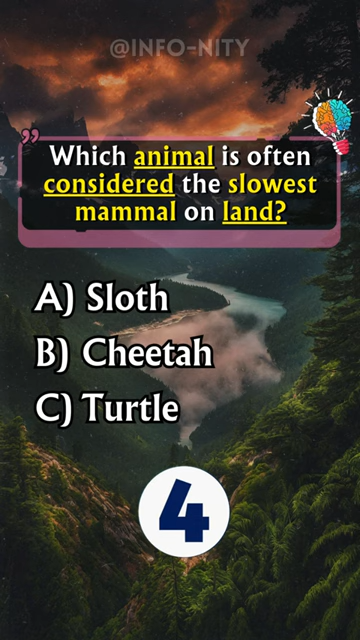 @INFO-NITY
"
Which animal is often
considered the slowest
mammal on land?
A) Sloth
B) Cheetah
C) Turtle
4